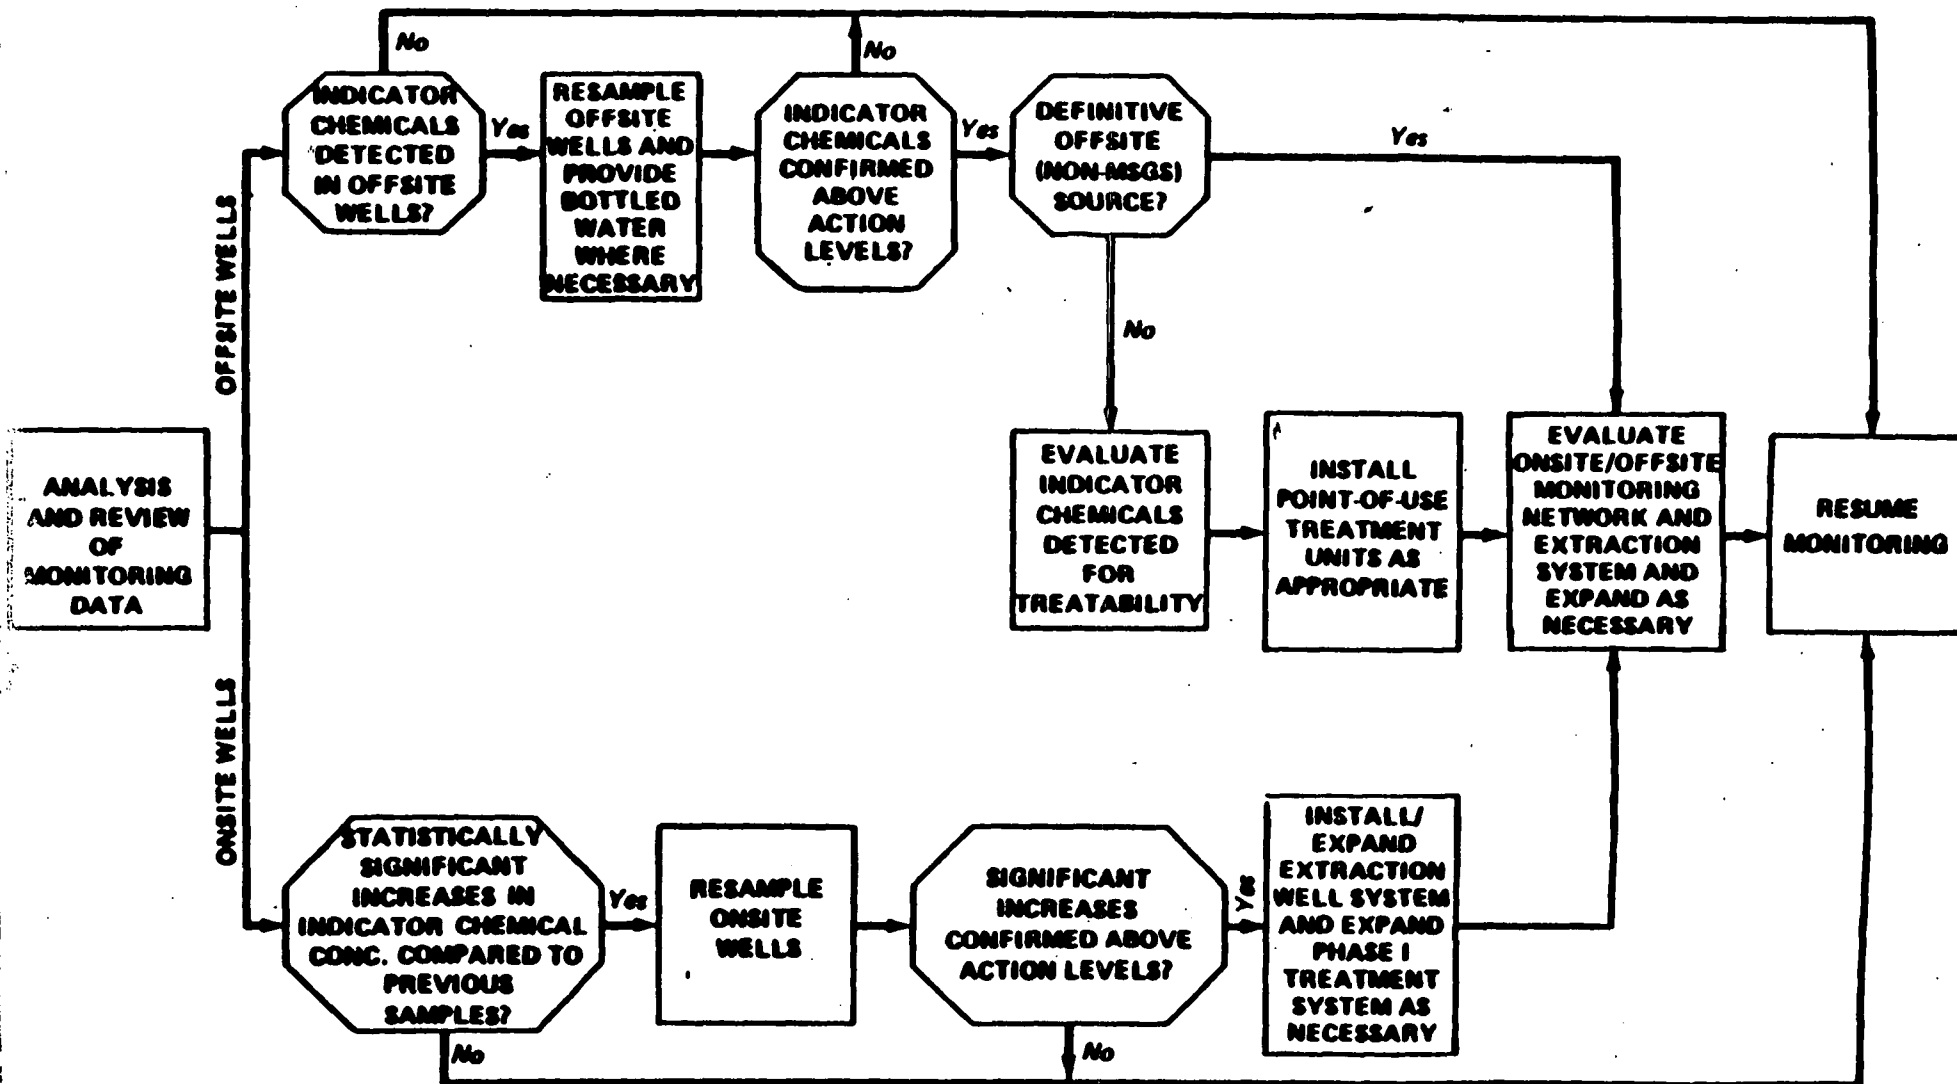 No
No
INDICATOR
CHEMICALS
DETECTED
IN OFFSITE
WELLS?
Yes
RESAMPLE
OFFSITE
WELLS AND
PROVIDE
BOTTLED
WATER
WHERE
NECESSARY
INDICATOR
CHEMICALS
CONFIRMED
ABOVE
ACTION
LEVELS?
Yes
DEFINITIVE
OFFSITE
(NON-MSGS)
SOURCE?
Yes
No
OFFSITE WELLS
ANALYSIS
AND REVIEW
OF
MONITORING
DATA
EVALUATE
INDICATOR
CHEMICALS
DETECTED
FOR
TREATABILITY
INSTALL
POINT-OF-USE
TREATMENT
UNITS AS
APPROPRIATE
EVALUATE
ONSITE/OFFSITE
MONITORING
NETWORK AND
EXTRACTION
SYSTEM AND
EXPAND AS
NECESSARY
RESUME
MONITORING
ONSITE WELLS
STATISTICALLY
SIGNIFICANT
INCREASES IN
INDICATOR CHEMICAL
CONC. COMPARED TO
PREVIOUS
SAMPLES?
Yes
RESAMPLE
ONSITE
WELLS
SIGNIFICANT
INCREASES
CONFIRMED ABOVE
ACTION LEVELS?
Yes
INSTALL/
EXPAND
EXTRACTION
WELL SYSTEM
AND EXPAND
PHASE I
TREATMENT
SYSTEM AS
NECESSARY
No
No